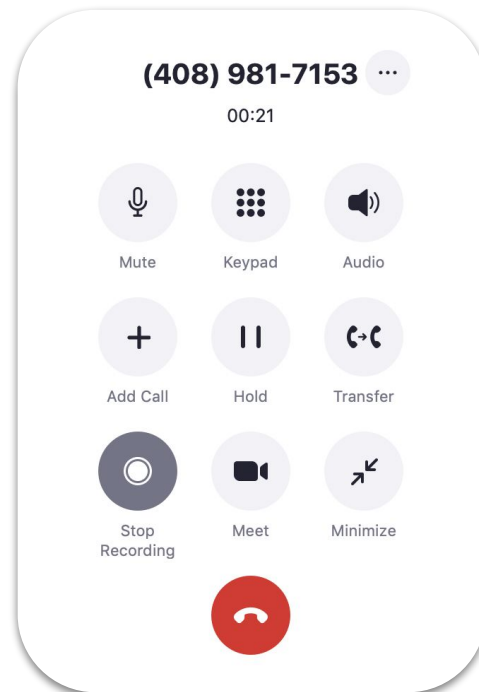 (408) 981-7153 ...
00:21
Mute Keypad Audio
Add Call Hold Transfer
Stop Meet Minimize
Recording